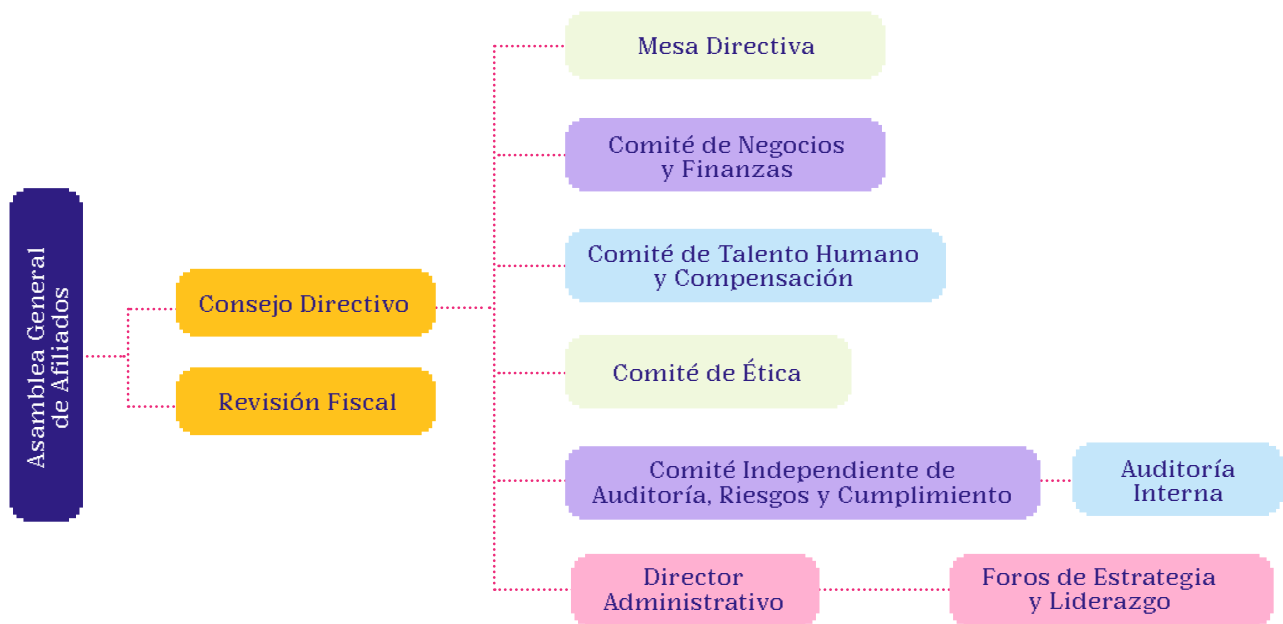 Asamblea General
de Afiliados
Consejo Directivo
Revisión Fiscal
Mesa Directiva
Comité de Negocios
y Finanzas
Comité de Talento Humano
y Compensación
Comité de Ética
Comité Independiente de
Auditoría, Riesgos y Cumplimiento
Auditoría
Interna
Director
Administrativo
Foros de Estrategia
y Liderazgo